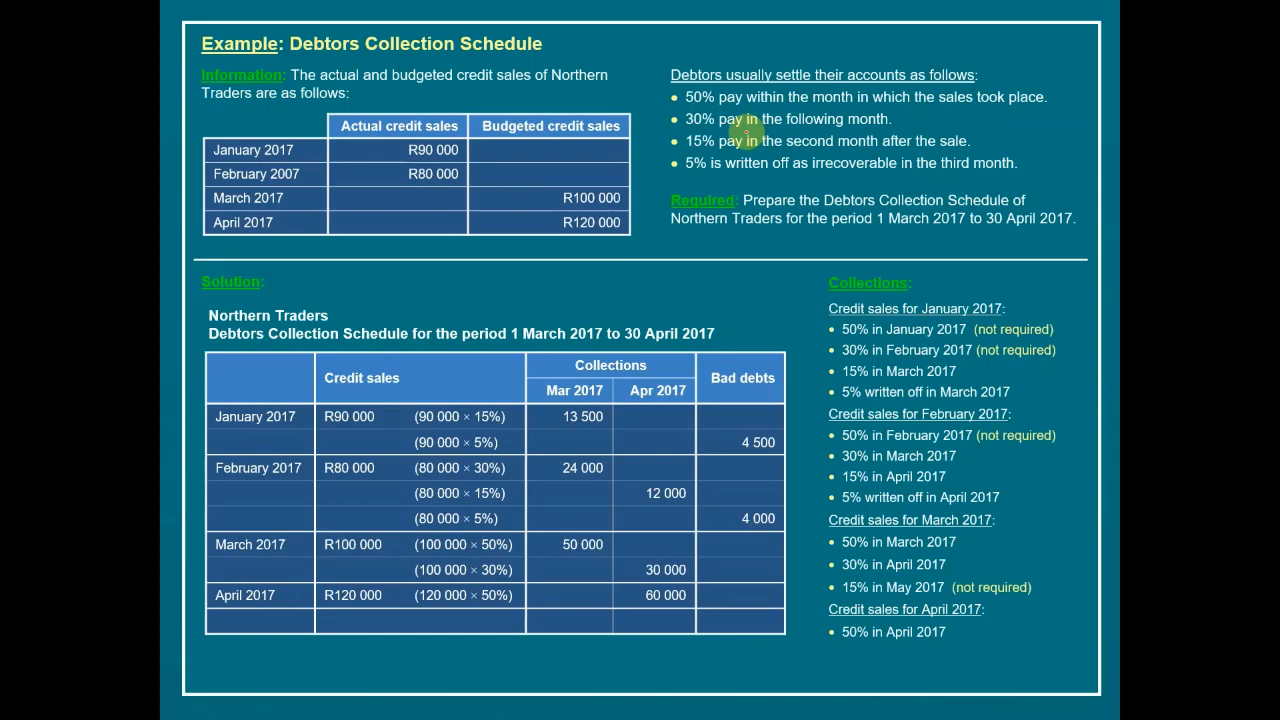 Example: Debtors Collection Schedule
Information: The actual and budgeted credit sales of Northern
Traders are as follows:
Actual credit sales Budgeted credit sales
January 2017 R90 000
February 2007 R80 000
March 2017 R100 000
April 2017 R120 000
Debtors usually settle their accounts as follows:
• 50% pay within the month in which the sales took place.
• 30% pay in the following month.
• 15% pay in the second month after the sale.
• 5% is written off as irrecoverable in the third month.
Required: Prepare the Debtors Collection Schedule of
Northern Traders for the period 1 March 2017 to 30 April 2017.
Solution:
Northern Traders
Debtors Collection Schedule for the period 1 March 2017 to 30 April 2017
Credit sales Collections Bad debts
Mar 2017 Apr 2017
January 2017 R90 000 (90 000 × 15%) 13 500
(90 000 × 5%) 4 500
February 2017 R80 000 (80 000 × 30%) 24 000
(80 000 × 15%) 12 000
(80 000 × 5%) 4 000
March 2017 R100 000 (100 000 × 50%) 50 000
(100 000 × 30%) 30 000
April 2017 R120 000 (120 000 × 50%) 60 000
Collections:
Credit sales for January 2017:
• 50% in January 2017 (not required)
• 30% in February 2017 (not required)
• 15% in March 2017
• 5% written off in March 2017
Credit sales for February 2017:
• 50% in February 2017 (not required)
• 30% in March 2017
• 15% in April 2017
• 5% written off in April 2017
Credit sales for March 2017:
• 50% in March 2017
• 30% in April 2017
• 15% in May 2017 (not required)
Credit sales for April 2017:
• 50% in April 2017